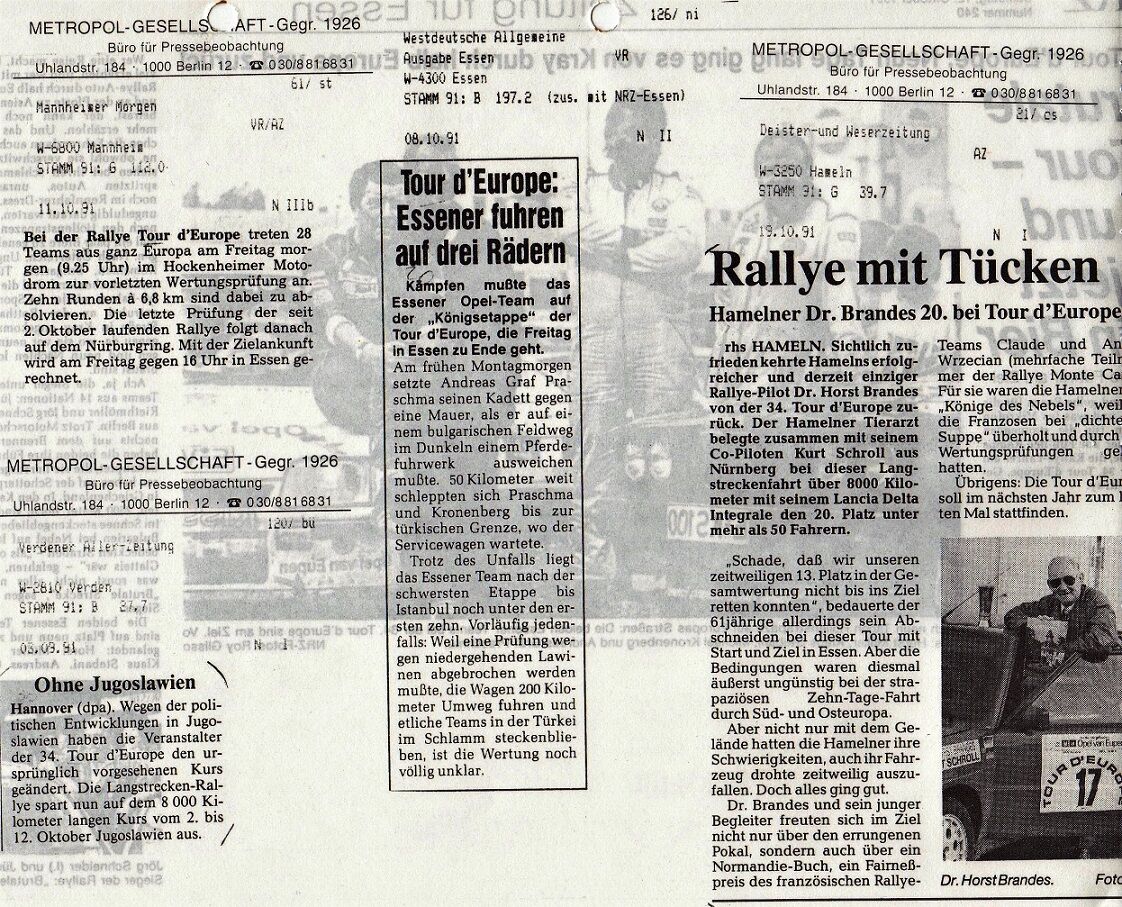 METROPOL-GESELLSCHAFT - Gegr. 1926
Büro für Pressebeobachtung
Uhlandstr. 184 · 1000 Berlin 12 · ☎ 030/8816831
61/ st
Mannheimer Morgen
VR/AZ
W-6800 Mannheim
STAMM 91: G 112.0
11.10.91 N IIIb
Bei der Rallye Tour d'Europe treten 28
Teams aus ganz Europa am Freitag mor-
gen (9.25 Uhr) im Hockenheimer Moto-
drom zur vorletzten Wertungsprüfung an.
Zehn Runden à 6,8 km sind dabei zu ab-
solvieren. Die letzte Prüfung der seit
2. Oktober laufenden Rallye folgt danach
auf dem Nürburgring. Mit der Zielankunft
wird am Freitag gegen 16 Uhr in Essen ge-
rechnet.
METROPOL-GESELLSCHAFT - Gegr. 1926
Büro für Pressebeobachtung
Uhlandstr. 184 · 1000 Berlin 12 · ☎ 030/8816831
120/ bü
Verdener Aller-Zeitung
W-2810 Verden
STAMM 91: B
03.09.91 N I
Ohne Jugoslawien
Hannover (dpa). Wegen der poli-
tischen Entwicklungen in Jugo-
slawien haben die Veranstalter
der 34. Tour d'Europe den ur-
sprünglich vorgesehenen Kurs
geändert. Die Langstrecken-Ral-
lye spart nun auf dem 8 000 Ki-
lometer langen Kurs vom 2. bis
12. Oktober Jugoslawien aus.
126/ ni
Westdeutsche Allgemeine
Ausgabe Essen VR
W-4300 Essen
STAMM 91: B 197.2 (zus. mit NRZ-Essen)
08.10.91 N II
Tour d'Europe:
Essener fuhren
auf drei Rädern
Kämpfen mußte das
Essener Opel-Team auf
der „Königsetappe“ der
Tour d'Europe, die Freitag
in Essen zu Ende geht.
Am frühen Montagmorgen
setzte Andreas Graf Pra-
schma seinen Kadett gegen
eine Mauer, als er auf ei-
nem bulgarischen Feldweg
im Dunkeln einem Pferde-
fuhrwerk ausweichen
mußte. 50 Kilometer weit
schleppten sich Praschma
und Kronenberg bis zur
türkischen Grenze, wo der
Servicewagen wartete.
Trotz des Unfalls liegt
das Essener Team nach der
schwersten Etappe bis
Istanbul noch unter den er-
sten zehn. Vorläufig jeden-
falls: Weil eine Prüfung we-
gen niedergehenden Lawi-
nen abgebrochen werden
mußte, die Wagen 200 Kilo-
meter Umweg fuhren und
etliche Teams in der Türkei
im Schlamm steckenblie-
ben, ist die Wertung noch
völlig unklar.
METROPOL-GESELLSCHAFT - Gegr. 1926
Büro für Pressebeobachtung
Uhlandstr. 184 · 1000 Berlin 12 · ☎ 030/8816831
21/ cs
Deister-und Weserzeitung
AZ
W-3250 Hameln
STAMM 91: G 39.7
19.10.91 N I
Rallye mit Tücken
Hamelner Dr. Brandes 20. bei Tour d'Europe
rhs HAMELN. Sichtlich zu-
frieden kehrte Hamelns erfolg-
reicher und derzeit einziger
Rallye-Pilot Dr. Horst Brandes
von der 34. Tour d'Europe zu-
rück. Der Hamelner Tierarzt
belegte zusammen mit seinem
Co-Piloten Kurt Schroll aus
Nürnberg bei dieser Lang-
streckenfahrt über 8000 Kilo-
meter mit seinem Lancia Delta
Integrale den 20. Platz unter
mehr als 50 Fahrern.
„Schade, daß wir unseren
zeitweiligen 13. Platz in der Ge-
samtwertung nicht bis ins Ziel
retten konnten“, bedauerte der
61jährige allerdings sein Ab-
schneiden bei dieser Tour mit
Start und Ziel in Essen. Aber die
Bedingungen waren diesmal
äußerst ungünstig bei der stra-
paziösen Zehn-Tage-Fahrt
durch Süd- und Osteuropa.
Aber nicht nur mit dem Ge-
lände hatten die Hamelner ihre
Schwierigkeiten, auch ihr Fahr-
zeug drohte zeitweilig auszu-
fallen. Doch alles ging gut.
Dr. Brandes und sein junger
Begleiter freuten sich im Ziel
nicht nur über den errungenen
Pokal, sondern auch über ein
Normandie-Buch, ein Fairneß-
preis des französischen Rallye-
Teams Claude und An
Wrzecian (mehrfache Teiln
mer der Rallye Monte Ca
Für sie waren die Hamelner
„Könige des Nebels“, weil
die Franzosen bei „dichte
Suppe“ überholt und durch
Wertungsprüfungen ge
hatten.
Übrigens: Die Tour d'Eur
soll im nächsten Jahr zum
ten Mal stattfinden.
T SCHROLL
Opel van Eupen
TOUR D'EURO
17
Dr. Horst Brandes. Foto